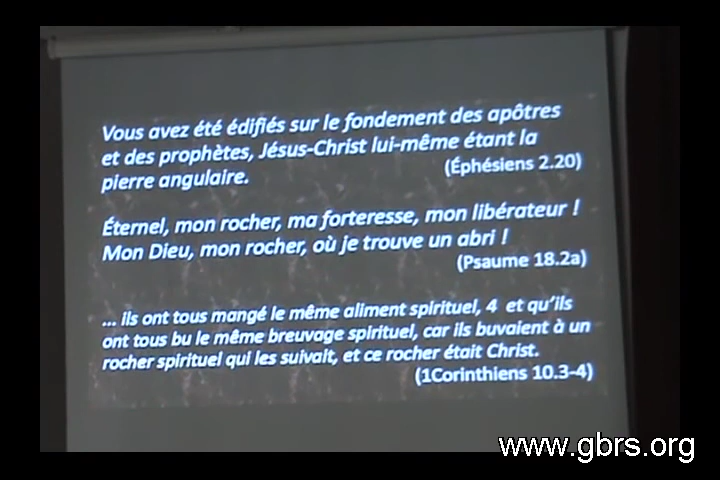 Vous avez été édifiés sur le fondement des apôtres
et des prophètes, Jésus-Christ lui-même étant la
pierre angulaire.
(Éphésiens 2.20)
Éternel, mon rocher, ma forteresse, mon libérateur !
Mon Dieu, mon rocher, où je trouve un abri !
(Psaume 18.2a)
... ils ont tous mangé le même aliment spirituel, 4 et qu'ils
ont tous bu le même breuvage spirituel, car ils buvaient à un
rocher spirituel qui les suivait, et ce rocher était Christ.
(1Corinthiens 10.3-4)
www.gbrs.org